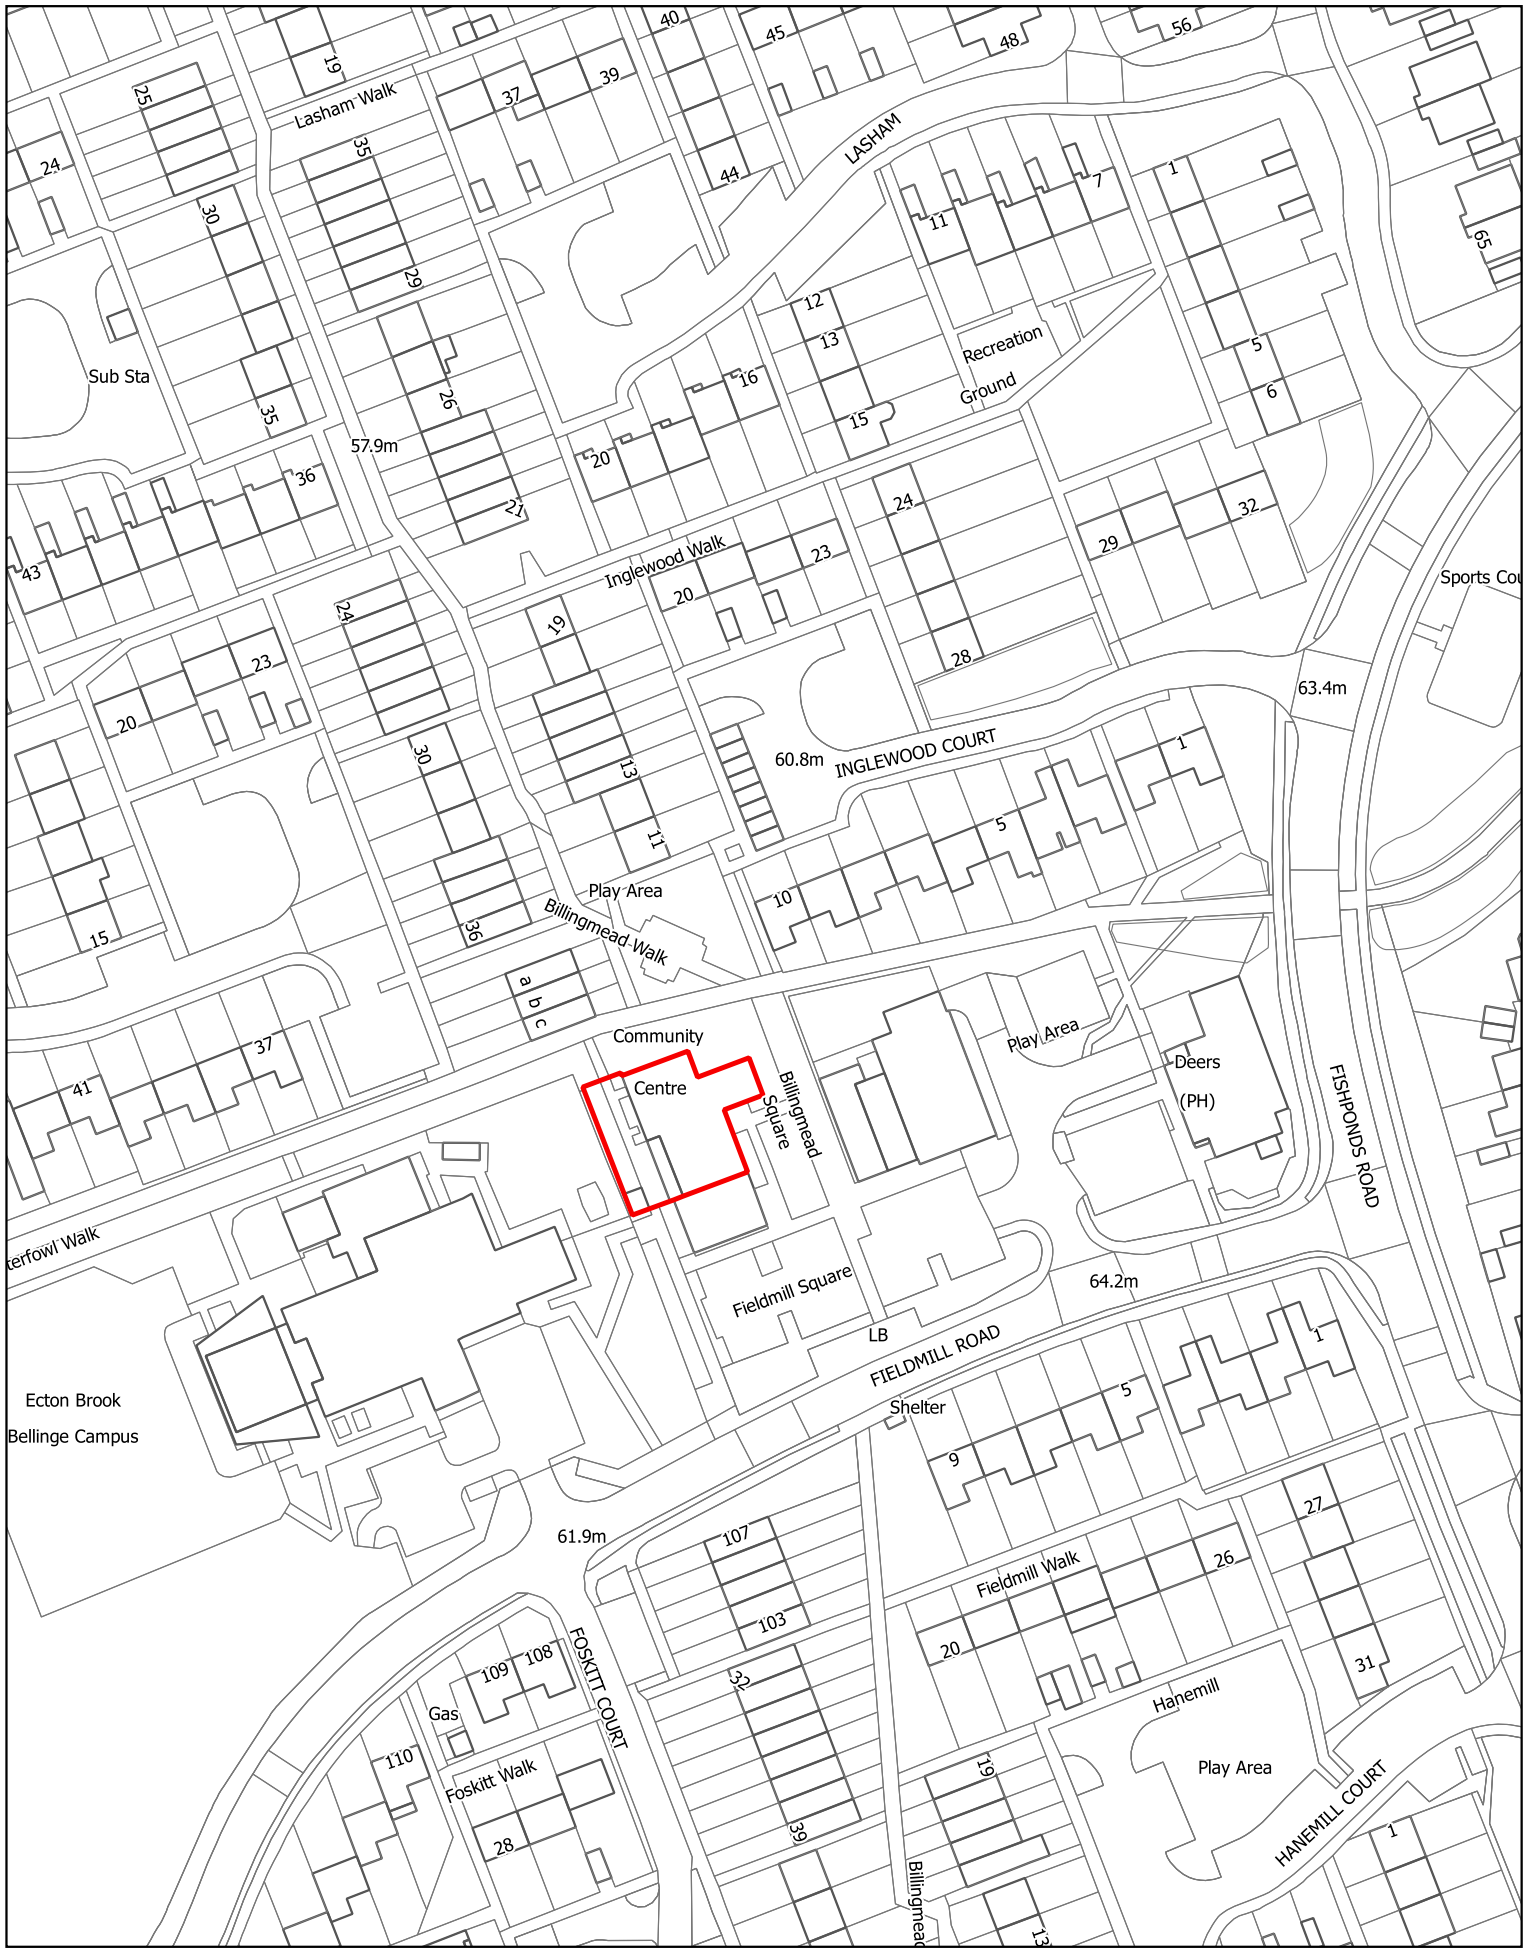 40
45
48
56
19
25
37
39
Lasham Walk
LASHAM
35
24
44
7
1
11
30
65
29
12
13
Recreation
Sub Sta
16
Ground
5
26
6
35
15
57.9m
20
36
24
32
21
29
Inglewood Walk
23
43
20
Sports Cou
24
19
23
28
63.4m
20
INGLEWOOD COURT
1
30
60.8m
13
5
11
Play Area
10
Billingmead Walk
36
15
a
b
c
Community
Play Area
37
Centre
Deers
41
(PH)
Billingmead
Square
FISHPONDS ROAD
terfowl Walk
Fieldmill Square
64.2m
LB
FIELDMILL ROAD
1
5
Ecton Brook
Shelter
Bellinge Campus
9
27
61.9m
107
Fieldmill Walk
26
103
20
108
109
FOSKITT COURT
32
31
Hanemill
Gas
110
Foskitt Walk
19
Play Area
HANEMILL COURT
39
28
1
Billingmead
13